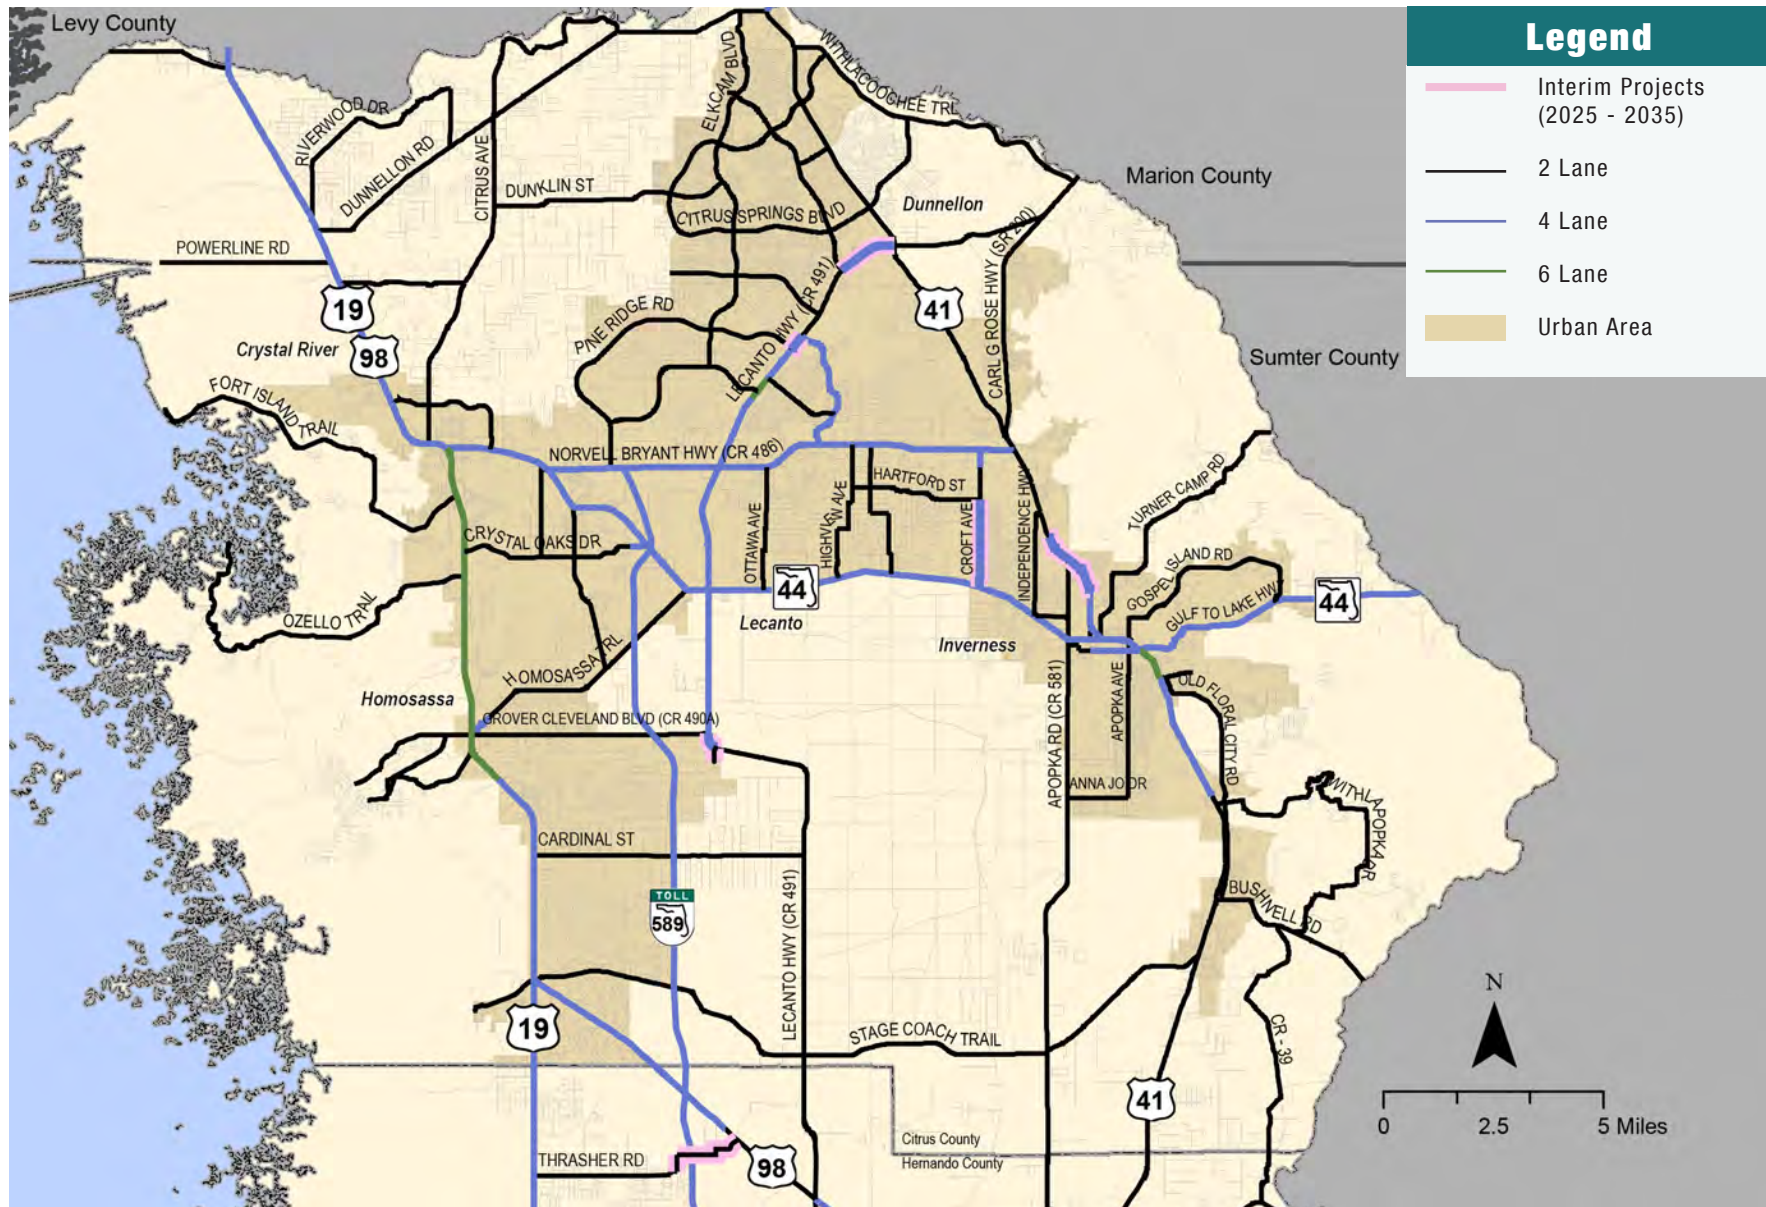 Levy County
Legend
Interim Projects
(2025 - 2035)
2 Lane
4 Lane
6 Lane
Urban Area
WITHLACOOCHEE TRL
ELKCAM BLVD
RIVERWOOD DR
DUNNELLON RD
CITRUS AVE
DUNKLIN ST
CITRUS SPRINGS BLVD
Dunnellon
Marion County
POWERLINE RD
CARL G ROSE HWY (SR 200)
19
41
98
Crystal River
PINE RIDGE RD
LECANTO HWY (CR 491)
Sumter County
FORT ISLAND TRAIL
NORVELL BRYANT HWY (CR 486)
HARTFORD ST
TURNER CAMP RD
INDEPENDENCE HWY
CRYSTAL OAKS DR
OTTAWA AVE
HIGHVIEW AVE
CROFT AVE
GOSPEL ISLAND RD
GULF TO LAKE HWY
44
44
OZELLO TRAIL
Lecanto
Inverness
HOMOSASSA TRL
Homosassa
GROVER CLEVELAND BLVD (CR 490A)
APOPKA RD (CR 581)
APOPKA AVE
OLD FLORAL CITY RD
ANNA JO DR
WITHLAPOPKA DR
CARDINAL ST
TOLL
589
LECANTO HWY (CR 491)
BUSHNELL RD
19
STAGE COACH TRAIL
CR - 39
N
41
0 2.5 5 Miles
Citrus County
Hernando County
THRASHER RD
98